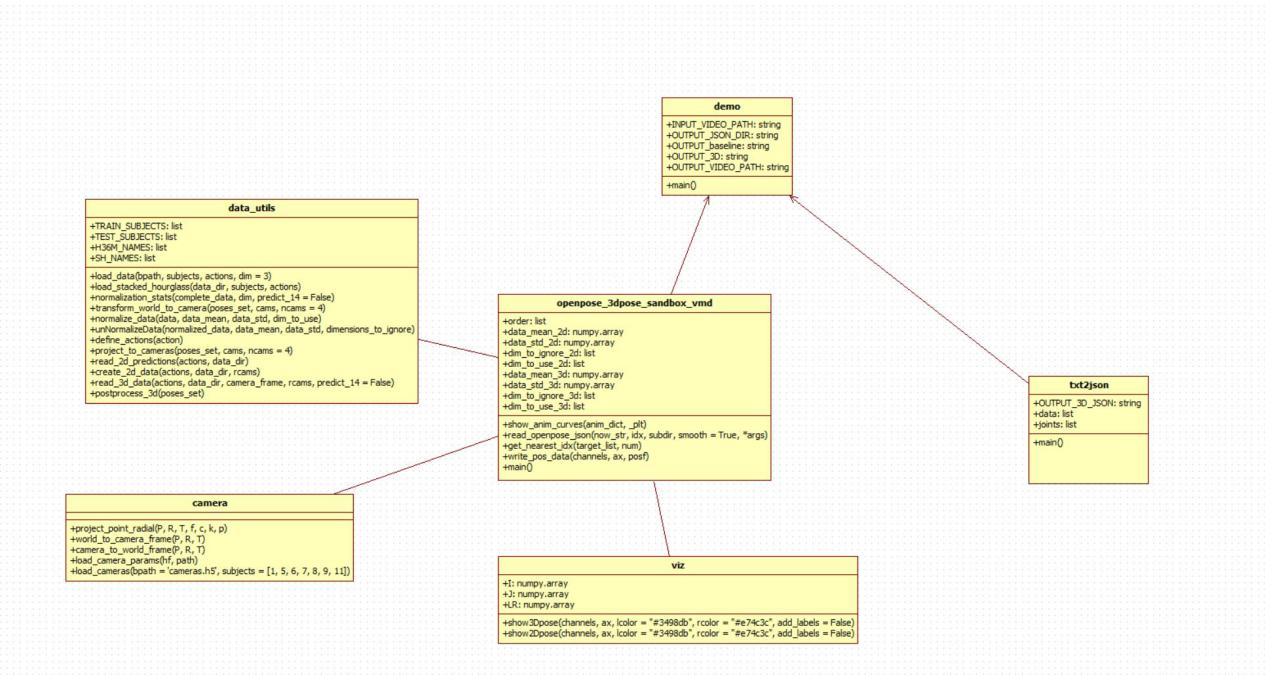 demo
+INPUT_VIDEO_PATH: string
+OUTPUT_JSON_DIR: string
+OUTPUT_baseline: string
+OUTPUT_3D: string
+OUTPUT_VIDEO_PATH: string
+main()
data_utils
+TRAIN_SUBJECTS: list
+TEST_SUBJECTS: list
+H36M_NAMES: list
+SH_NAMES: list
+load_data(bpath, subjects, actions, dim = 3)
+load_stacked_hourglass(data_dir, subjects, actions)
+normalization_stats(complete_data, dim, predict_14 = False)
+transform_world_to_camera(poses_set, cams, ncams = 4)
+normalize_data(data, data_mean, data_std, dim_to_use)
+unNormalizeData(normalized_data, data_mean, data_std, dimensions_to_ignore)
+define_actions(action)
+project_to_cameras(poses_set, cams, ncams = 4)
+read_2d_predictions(actions, data_dir)
+create_2d_data(actions, data_dir, rcams)
+read_3d_data(actions, data_dir, camera_frame, rcams, predict_14 = False)
+postprocess_3d(poses_set)
openpose_3dpose_sandbox_vmd
+order: list
+data_mean_2d: numpy.array
+data_std_2d: numpy.array
+dim_to_ignore_2d: list
+dim_to_use_2d: list
+data_mean_3d: numpy.array
+data_std_3d: numpy.array
+dim_to_ignore_3d: list
+dim_to_use_3d: list
+show_anim_curves(anim_dict, _plt)
+read_openpose_json(now_str, idx, subdir, smooth = True, *args)
+get_nearest_idx(target_list, num)
+write_pos_data(channels, ax, posf)
+main()
txt2json
+OUTPUT_3D_JSON: string
+data: list
+joints: list
+main()
camera
+project_point_radial(P, R, T, f, c, k, p)
+world_to_camera_frame(P, R, T)
+camera_to_world_frame(P, R, T)
+load_camera_params(hf, path)
+load_cameras(bpath = 'cameras.h5', subjects = [1, 5, 6, 7, 8, 9, 11])
viz
+I: numpy.array
+J: numpy.array
+LR: numpy.array
+show3Dpose(channels, ax, lcolor = "#3498db", rcolor = "#e74c3c", add_labels = False)
+show2Dpose(channels, ax, lcolor = "#3498db", rcolor = "#e74c3c", add_labels = False)